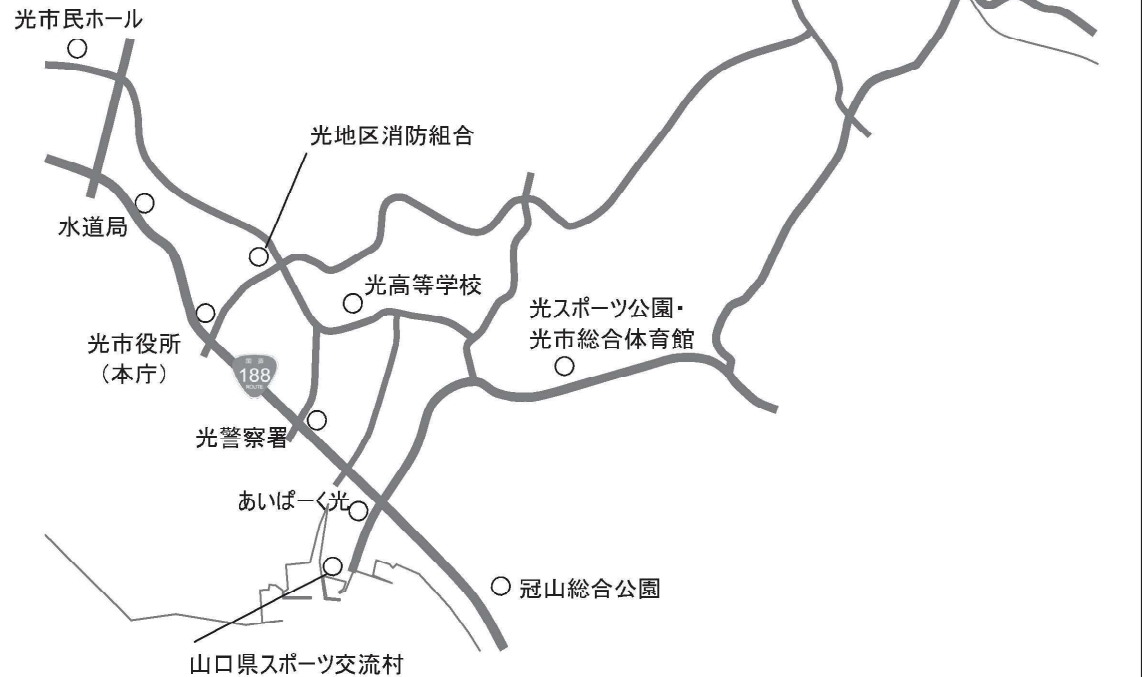 光市民ホール
光地区消防組合
水道局
光高等学校
光スポーツ公園・
光市総合体育館
光市役所
（本庁）
188
ROUTE
光警察署
あいぱーく光
冠山総合公園
山口県スポーツ交流村